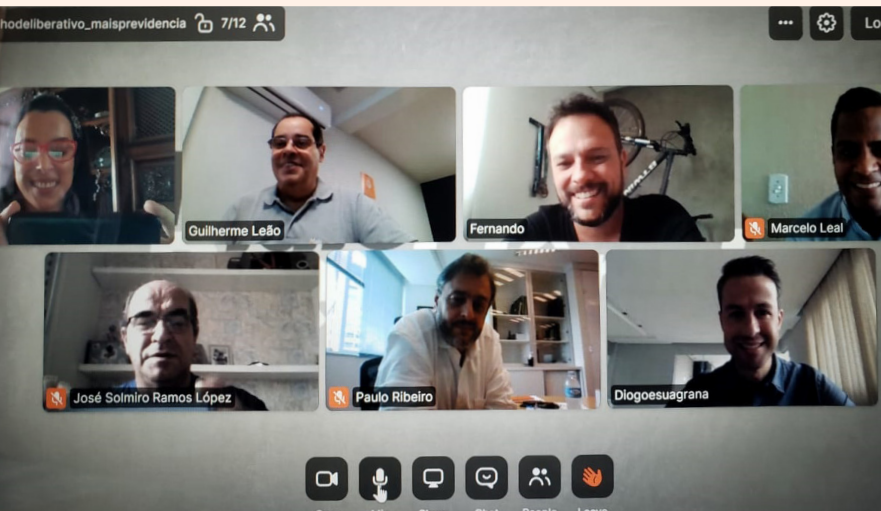 hodeliberativo_maisprevidencia 7/12
Lo
Guilherme Leão
Fernando
Marcelo Leal
José Solmiro Ramos López
Paulo Ribeiro
Diogoesuagrana